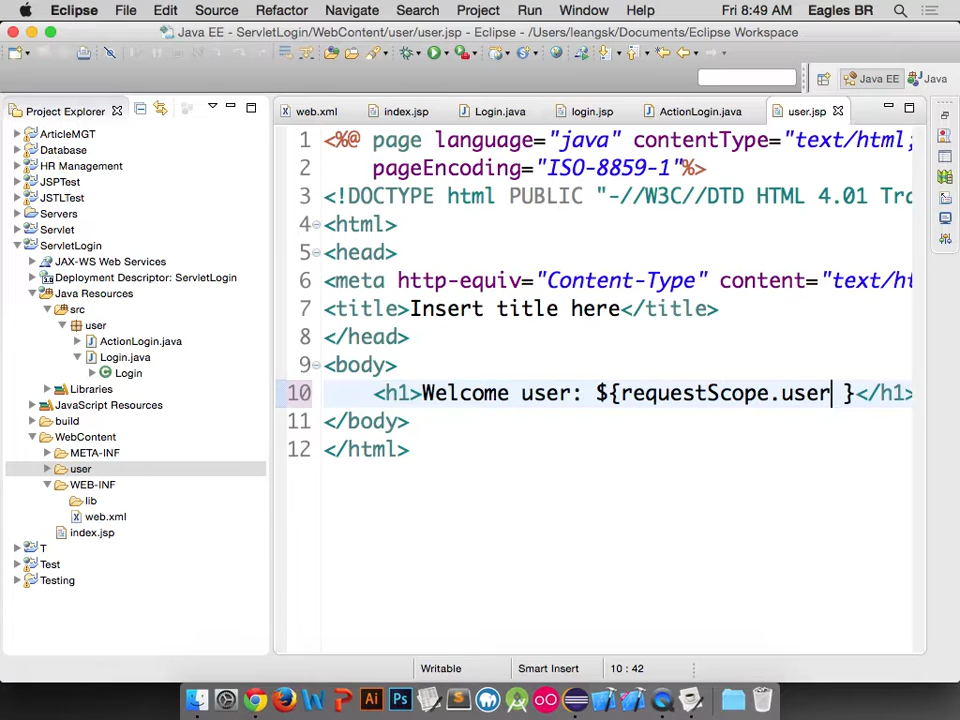 Eclipse File Edit Source Refactor Navigate Search Project Run Window Help Fri 8:49 AM Eagles BR
Java EE - ServletLogin/WebContent/user/user.jsp - Eclipse - /Users/leangsk/Documents/Eclipse Workspace
Java EE Java
Project Explorer
web.xml index.jsp Login.java login.jsp ActionLogin.java user.jsp
ArticleMGT
Database
HR Management
JSPTest
JSTLTest
Servers
Servlet
ServletLogin
JAX-WS Web Services
Deployment Descriptor: ServletLogin
Java Resources
src
user
ActionLogin.java
Login.java
Login
Libraries
JavaScript Resources
build
WebContent
META-INF
user
WEB-INF
lib
web.xml
index.jsp
T
Test
Testing
1 <%@ page language="java" contentType="text/html;
2 pageEncoding="ISO-8859-1"%>
3 <!DOCTYPE html PUBLIC "-//W3C//DTD HTML 4.01 Tra
4 <html>
5 <head>
6 <meta http-equiv="Content-Type" content="text/ht
7 <title>Insert title here</title>
8 </head>
9 <body>
10 <h1>Welcome user: ${requestScope.user }</h1>
11 </body>
12 </html>
Writable Smart Insert 10 : 42